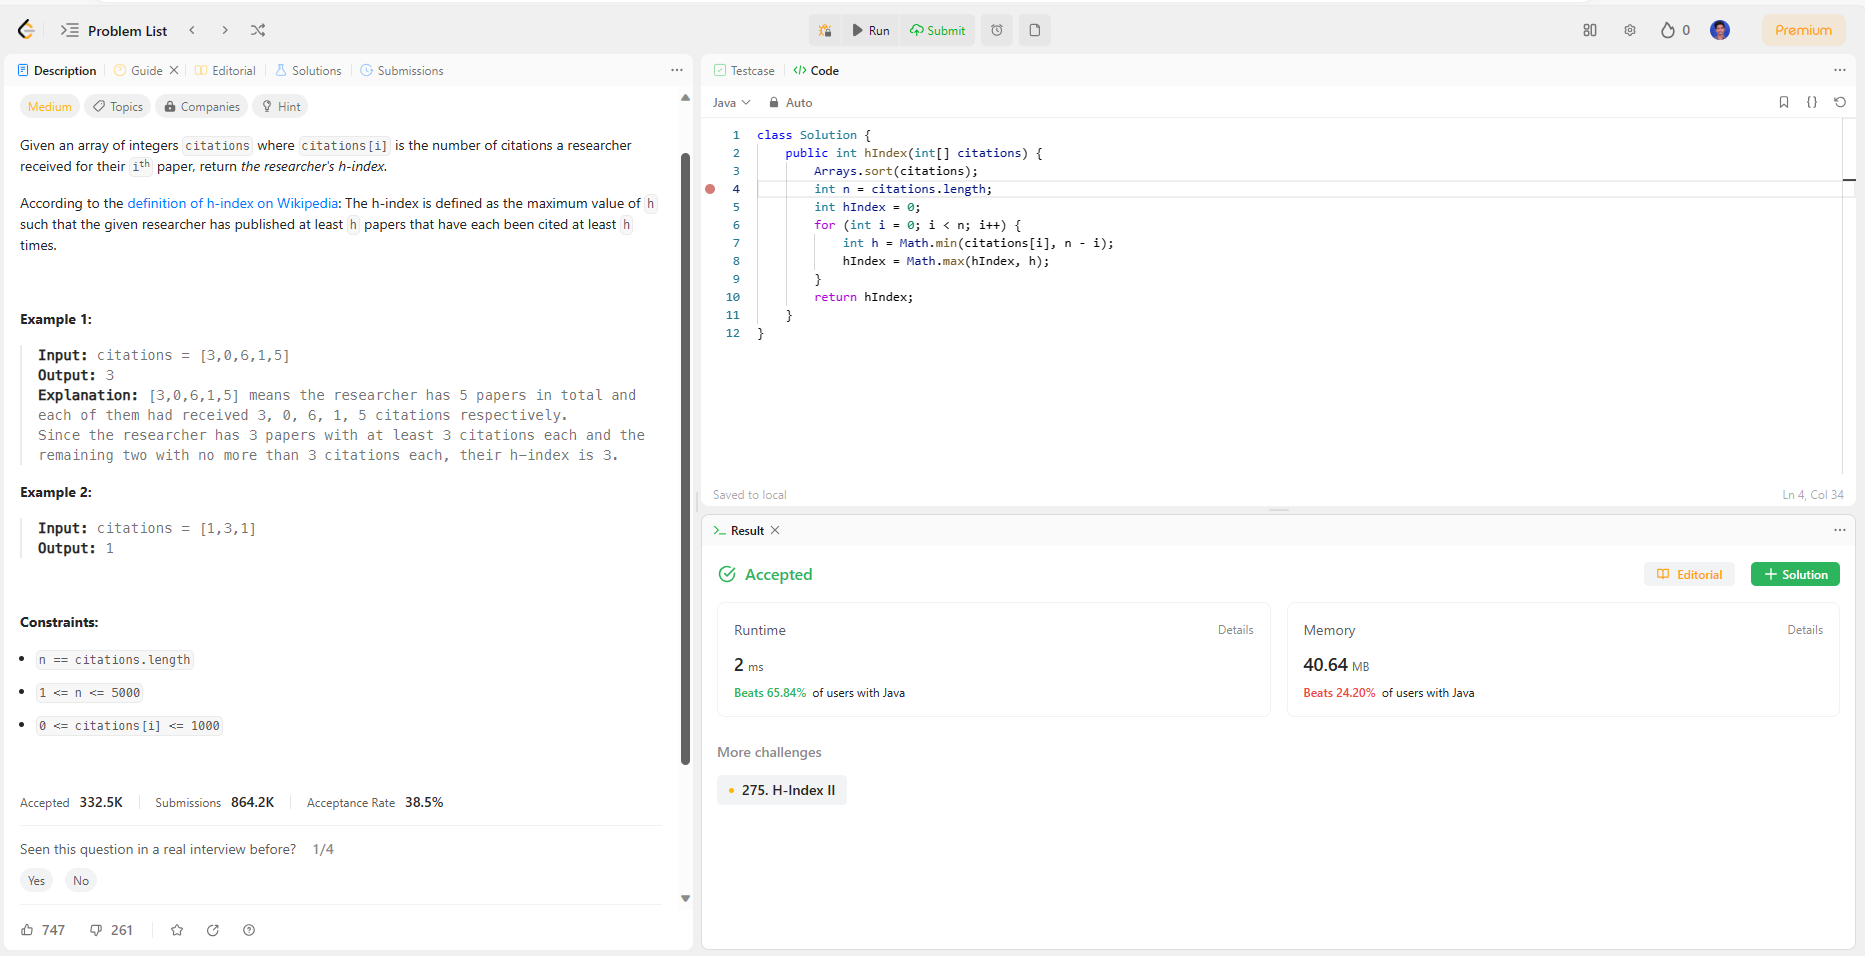 Problem List
Run
Submit
0
Premium
Description
Guide
Editorial
Solutions
Submissions
Medium
Topics
Companies
Hint
Given an array of integers citations where citations[i] is the number of citations a researcher
received for their iᵗʰ paper, return the researcher's h-index.
According to the definition of h-index on Wikipedia: The h-index is defined as the maximum value of h
such that the given researcher has published at least h papers that have each been cited at least h
times.
Example 1:
Input: citations = [3,0,6,1,5]
Output: 3
Explanation: [3,0,6,1,5] means the researcher has 5 papers in total and
each of them had received 3, 0, 6, 1, 5 citations respectively.
Since the researcher has 3 papers with at least 3 citations each and the
remaining two with no more than 3 citations each, their h-index is 3.
Example 2:
Input: citations = [1,3,1]
Output: 1
Constraints:
n == citations.length
1 <= n <= 5000
0 <= citations[i] <= 1000
Accepted 332.5K
Submissions 864.2K
Acceptance Rate 38.5%
Seen this question in a real interview before? 1/4
Yes
No
747
261
Testcase
</> Code
Java
Auto
{}
1 class Solution {
2     public int hIndex(int[] citations) {
3         Arrays.sort(citations);
4         int n = citations.length;
5         int hIndex = 0;
6         for (int i = 0; i < n; i++) {
7             int h = Math.min(citations[i], n - i);
8             hIndex = Math.max(hIndex, h);
9         }
10         return hIndex;
11     }
12 }
Saved to local
Ln 4, Col 34
Result
Accepted
Editorial
+ Solution
Runtime
Details
2 ms
Beats 65.84% of users with Java
Memory
Details
40.64 MB
Beats 24.20% of users with Java
More challenges
275. H-Index II